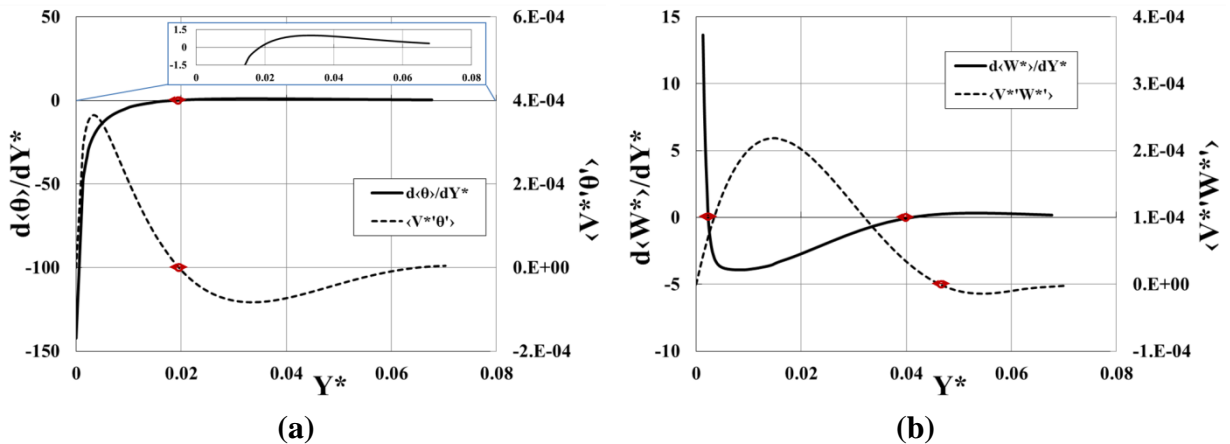 50
0
-50
-100
-150
d‹θ›/dY*
1.5
0
-1.5
0
0.02
0.04
0.06
0.08
d‹θ›/dY*
‹V*'θ'›
6.E-04
4.E-04
2.E-04
0.E+00
-2.E-04
‹V*'θ'›
0
0.02
0.04
0.06
0.08
Y*
(a)
15
10
5
0
-5
-10
d‹W*›/dY*
d‹W*›/dY*
‹V*'W*'›
4.E-04
3.E-04
2.E-04
1.E-04
0.E+00
-1.E-04
‹V*'W*'›
0
0.02
0.04
0.06
0.08
Y*
(b)